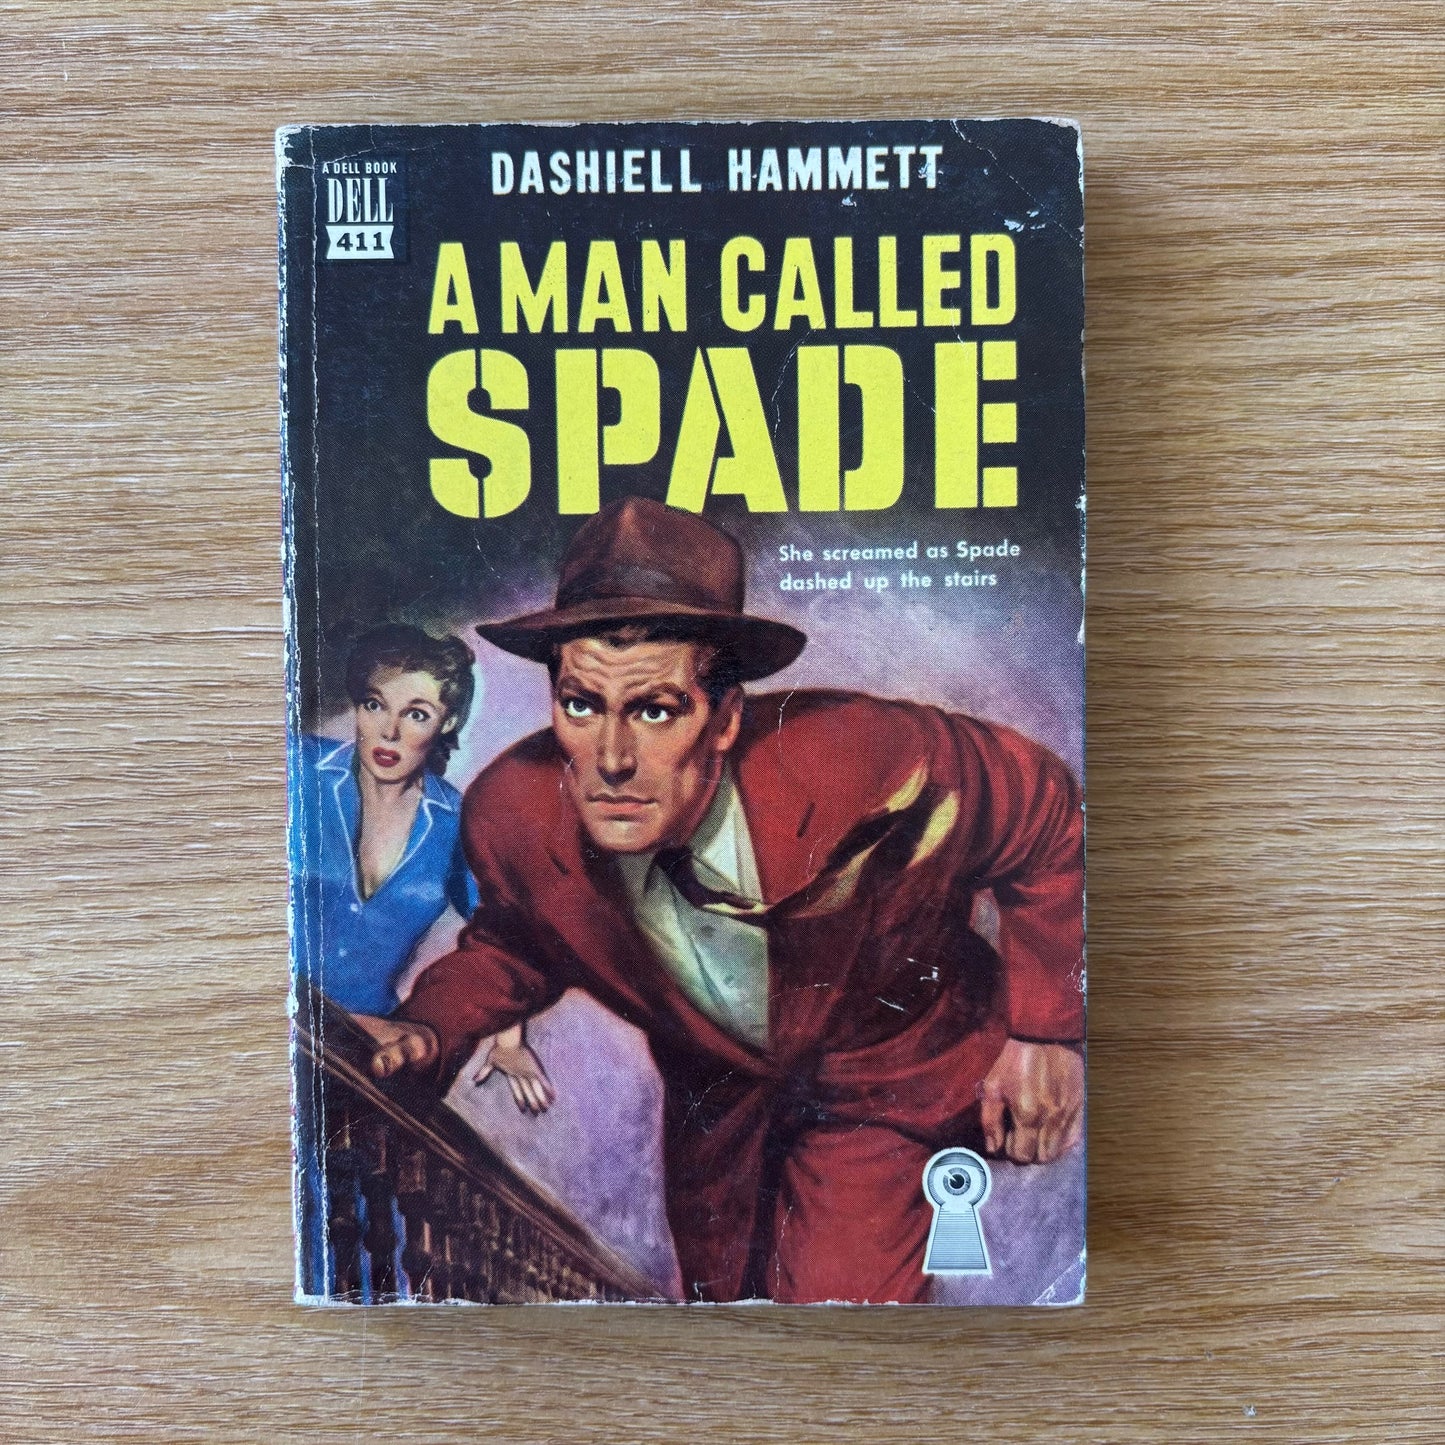 DASHIELL HAMMETT
A DELL BOOK
DELL
411
A MAN CALLED
SPADE
She screamed as Spade
dashed up the stairs